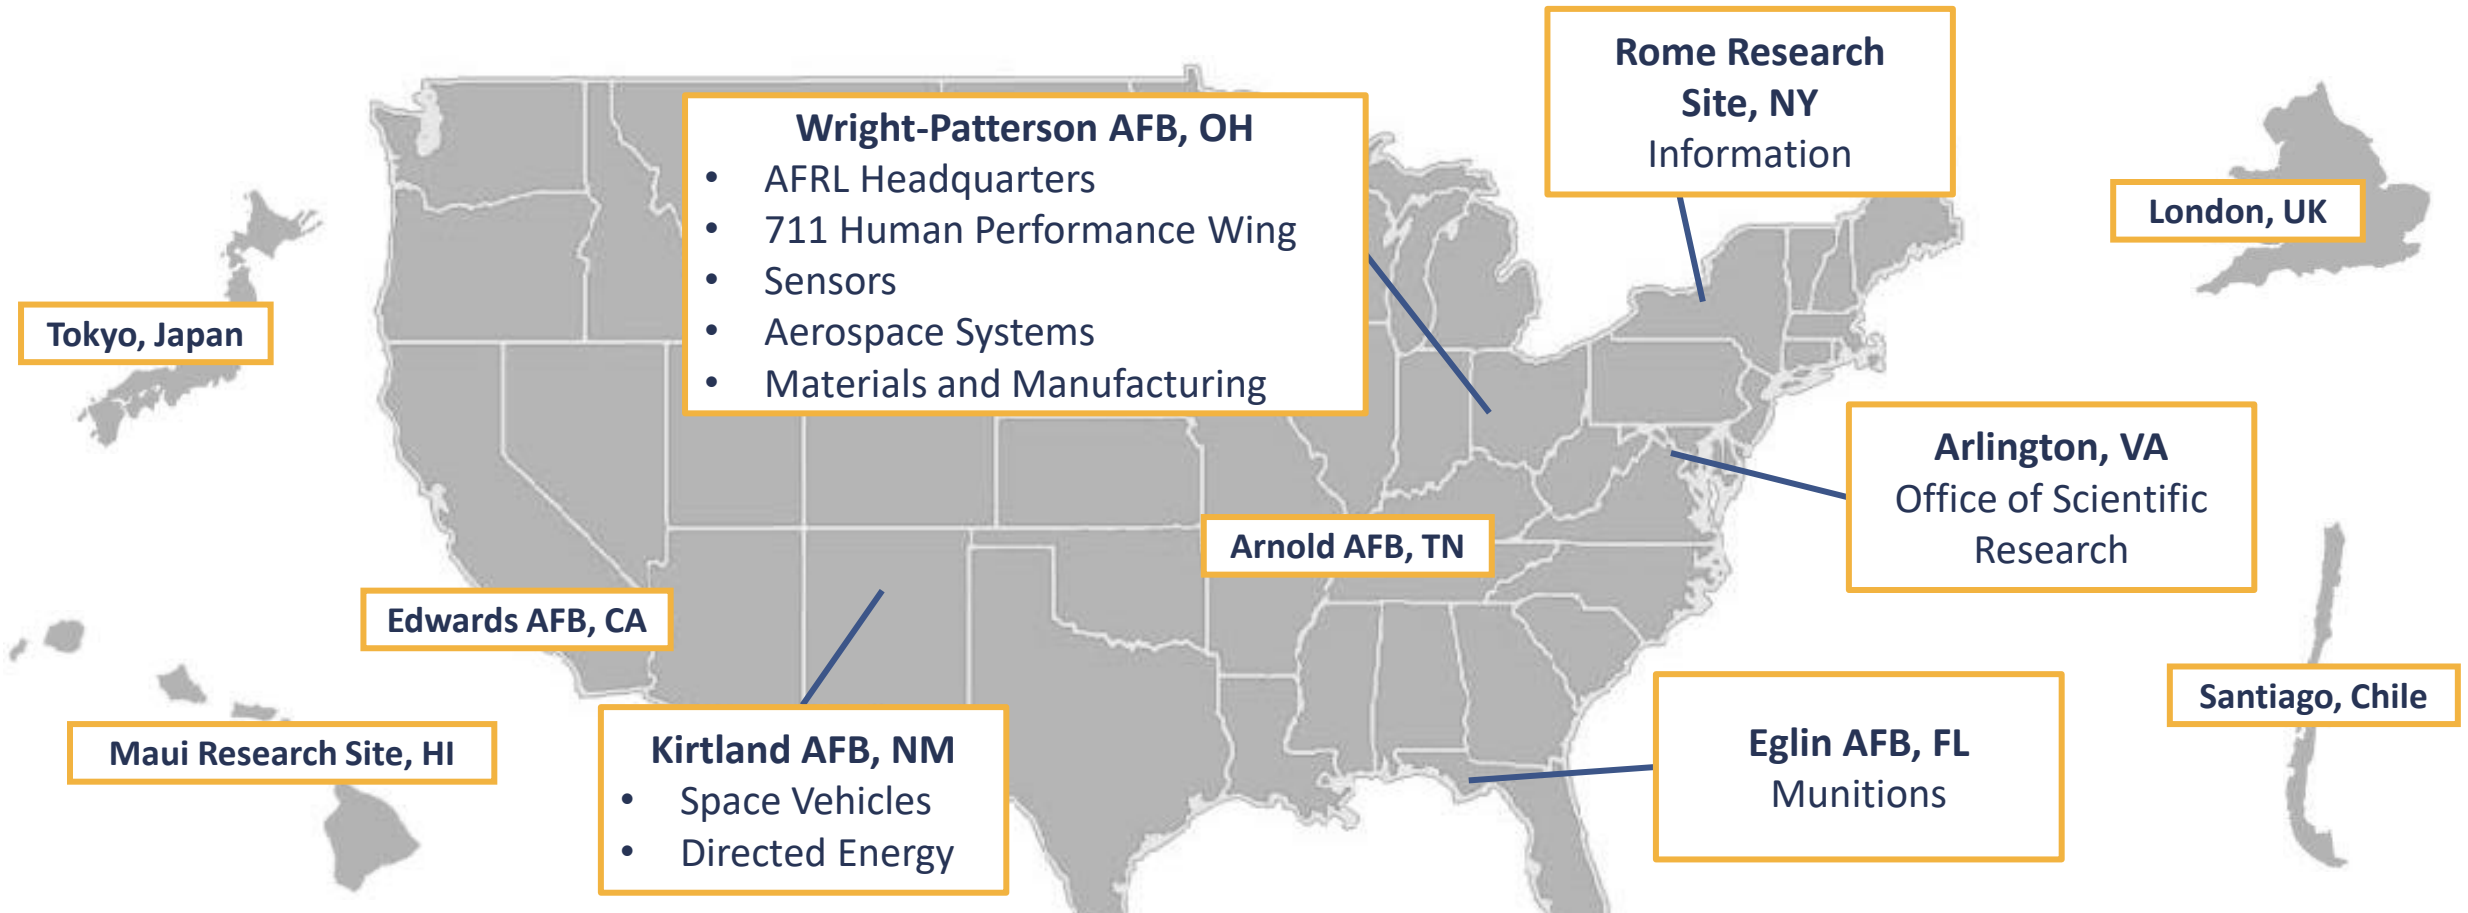 Rome Research
Site, NY
Information
Wright-Patterson AFB, OH
• AFRL Headquarters
• 711 Human Performance Wing
• Sensors
• Aerospace Systems
• Materials and Manufacturing
London, UK
Tokyo, Japan
Arlington, VA
Office of Scientific
Research
Arnold AFB, TN
Edwards AFB, CA
Santiago, Chile
Maui Research Site, HI
Kirtland AFB, NM
• Space Vehicles
• Directed Energy
Eglin AFB, FL
Munitions